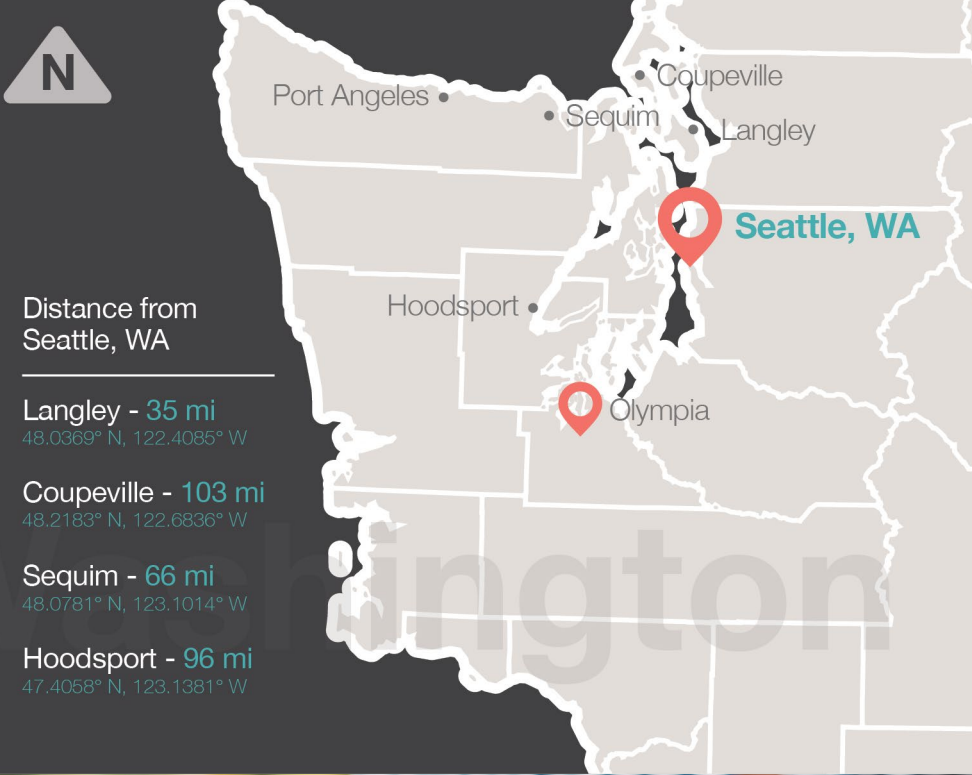 N
Port Angeles
Coupeville
Sequim
Langley
Seattle, WA
Hoodsport
Olympia
Distance from
Seattle, WA
Langley - 35 mi
48.0369° N, 122.4085° W
Coupeville - 103 mi
48.2183° N, 122.6836° W
Sequim - 66 mi
48.0781° N, 123.1014° W
Hoodsport - 96 mi
47.4058° N, 123.1381° W
Washington